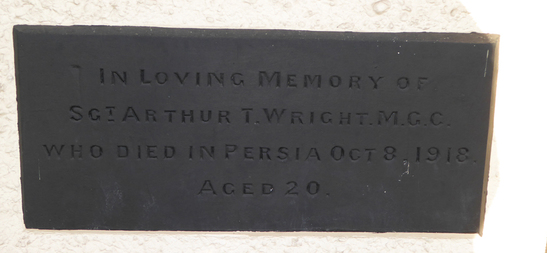 In Loving Memory of
Sgt Arthur T. Wright. M.G.C.
who died in Persia Oct 8, 1918.
Aged 20.